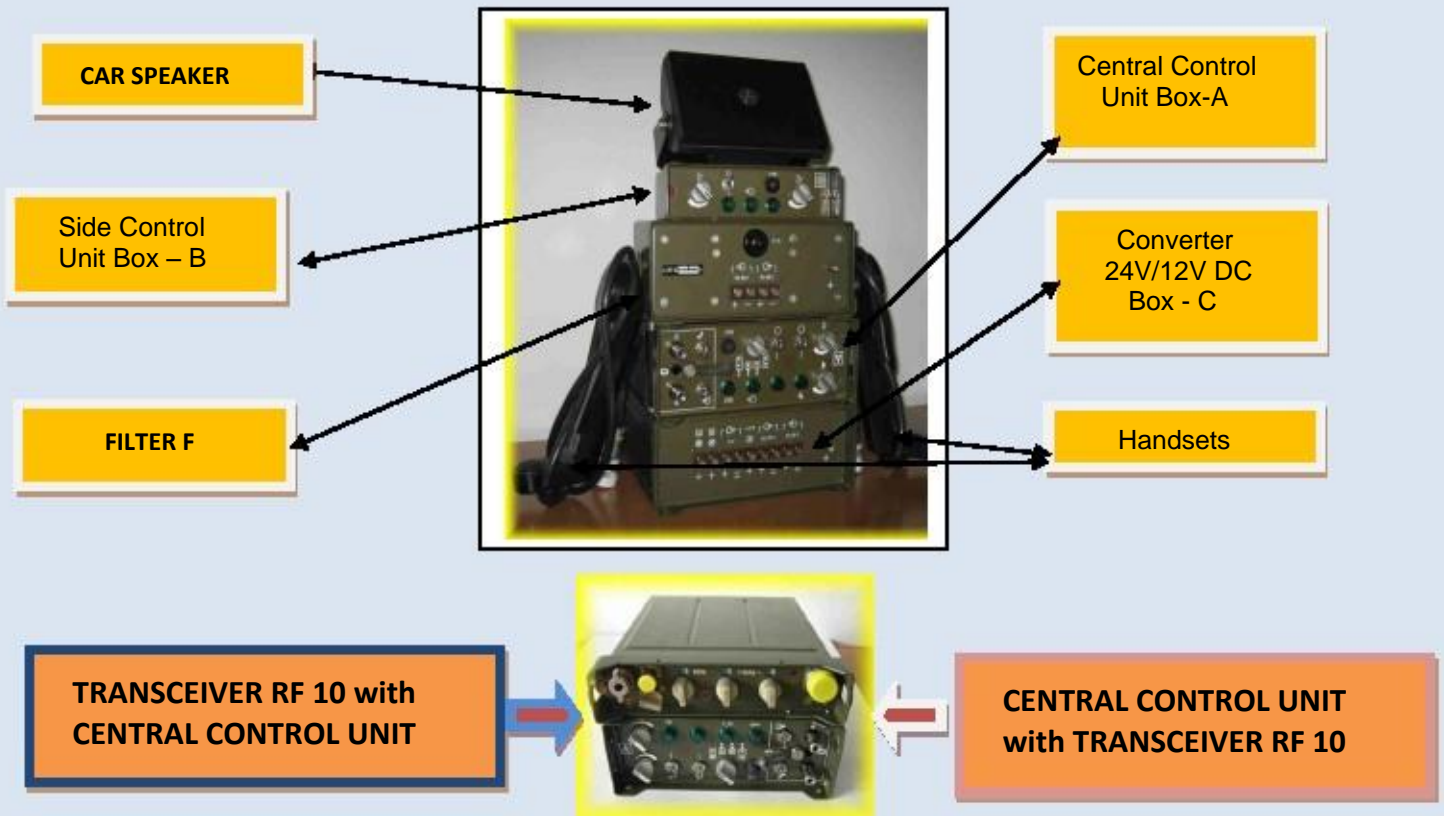 CAR SPEAKER
Side Control
Unit Box – B
FILTER F
Central Control
Unit Box-A
Converter
24V/12V DC
Box - C
Handsets
TRANSCEIVER RF 10 with
CENTRAL CONTROL UNIT
CENTRAL CONTROL UNIT
with TRANSCEIVER RF 10